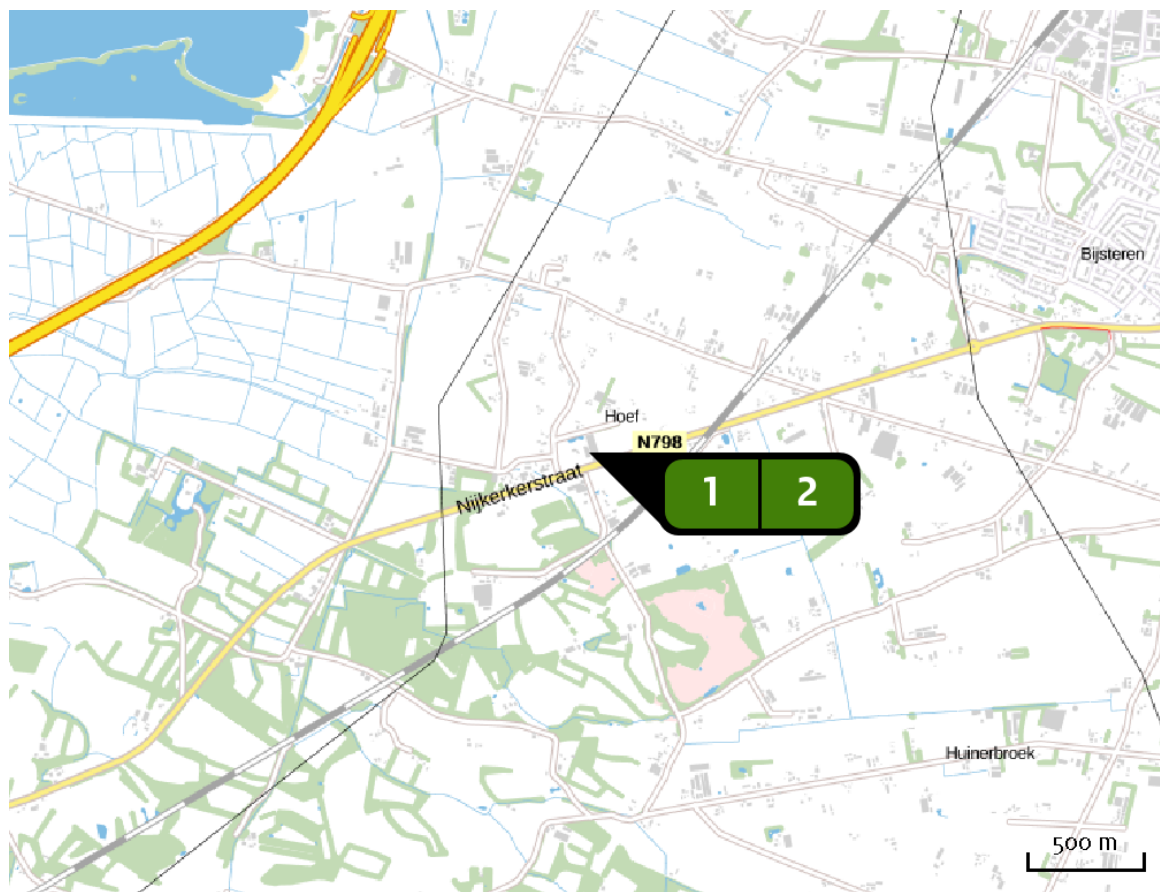 Bijsteren
Hoef
N798
Nijkerkerstraat
1 2
Huinerbroek
500 m